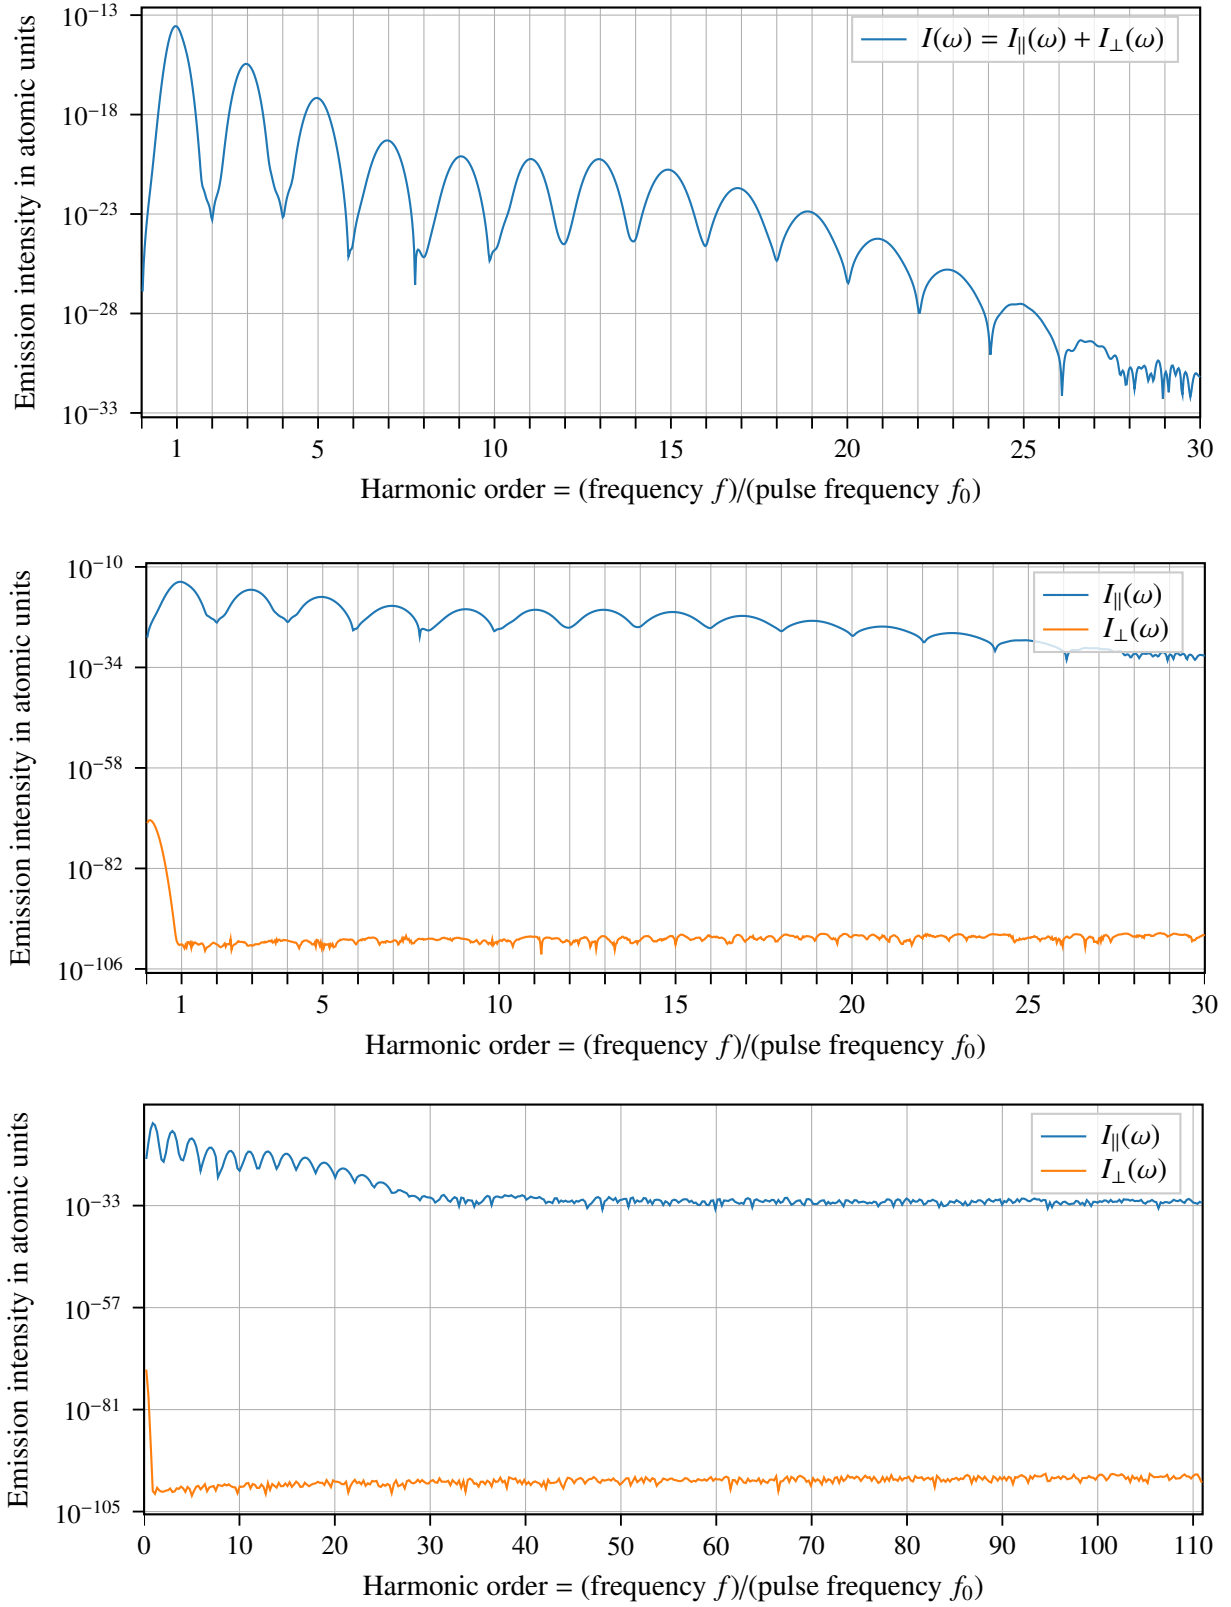 Emission intensity in atomic units
10⁻¹³
10⁻¹⁸
10⁻²³
10⁻²⁸
10⁻³³
I(ω) = I∥(ω) + I⊥(ω)
1 5 10 15 20 25 30
Harmonic order = (frequency f)/(pulse frequency f₀)
Emission intensity in atomic units
10⁻¹⁰
10⁻³⁴
10⁻⁵⁸
10⁻⁸²
10⁻¹⁰⁶
I∥(ω)
I⊥(ω)
1 5 10 15 20 25 30
Harmonic order = (frequency f)/(pulse frequency f₀)
Emission intensity in atomic units
10⁻³³
10⁻⁵⁷
10⁻⁸¹
10⁻¹⁰⁵
I∥(ω)
I⊥(ω)
0 10 20 30 40 50 60 70 80 90 100 110
Harmonic order = (frequency f)/(pulse frequency f₀)